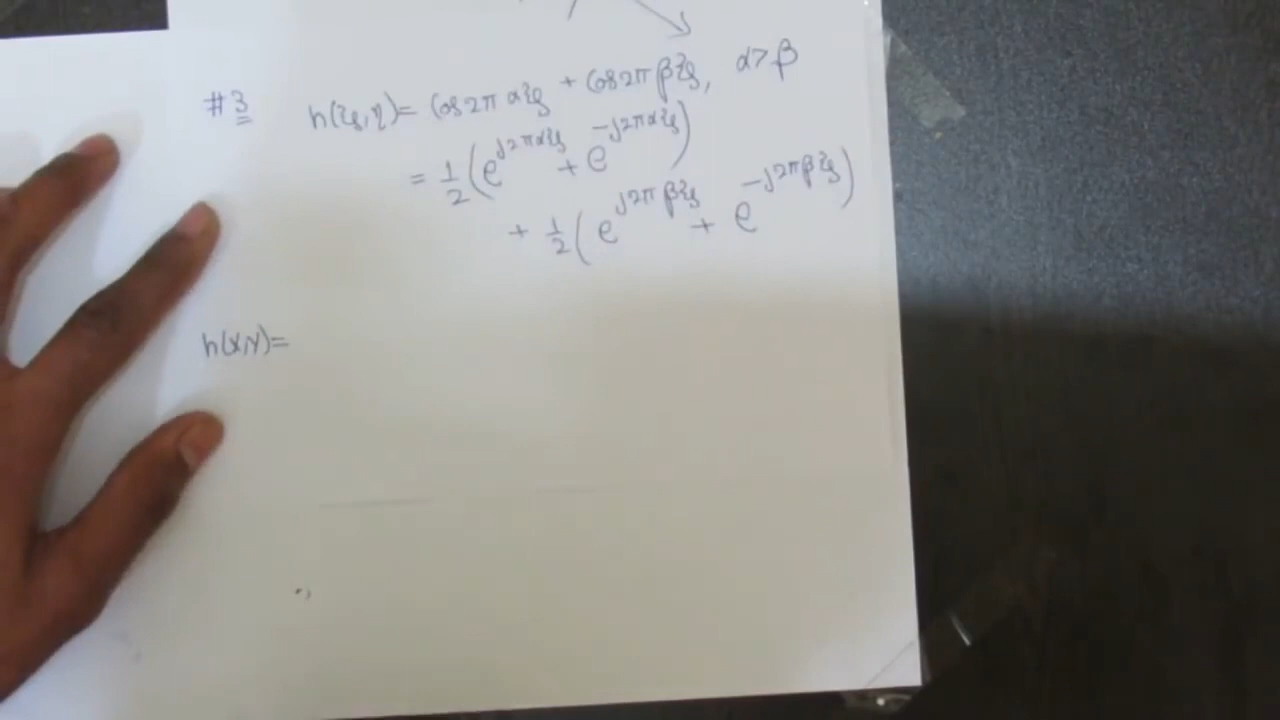 #3 h(ξ,η)= Cos2π αξ + Cos2π βξ, α>β
= 1/2 (e^{j2παξ} + e^{-j2παξ})
+ 1/2 (e^{j2πβξ} + e^{-j2πβξ})
h(x,y)=